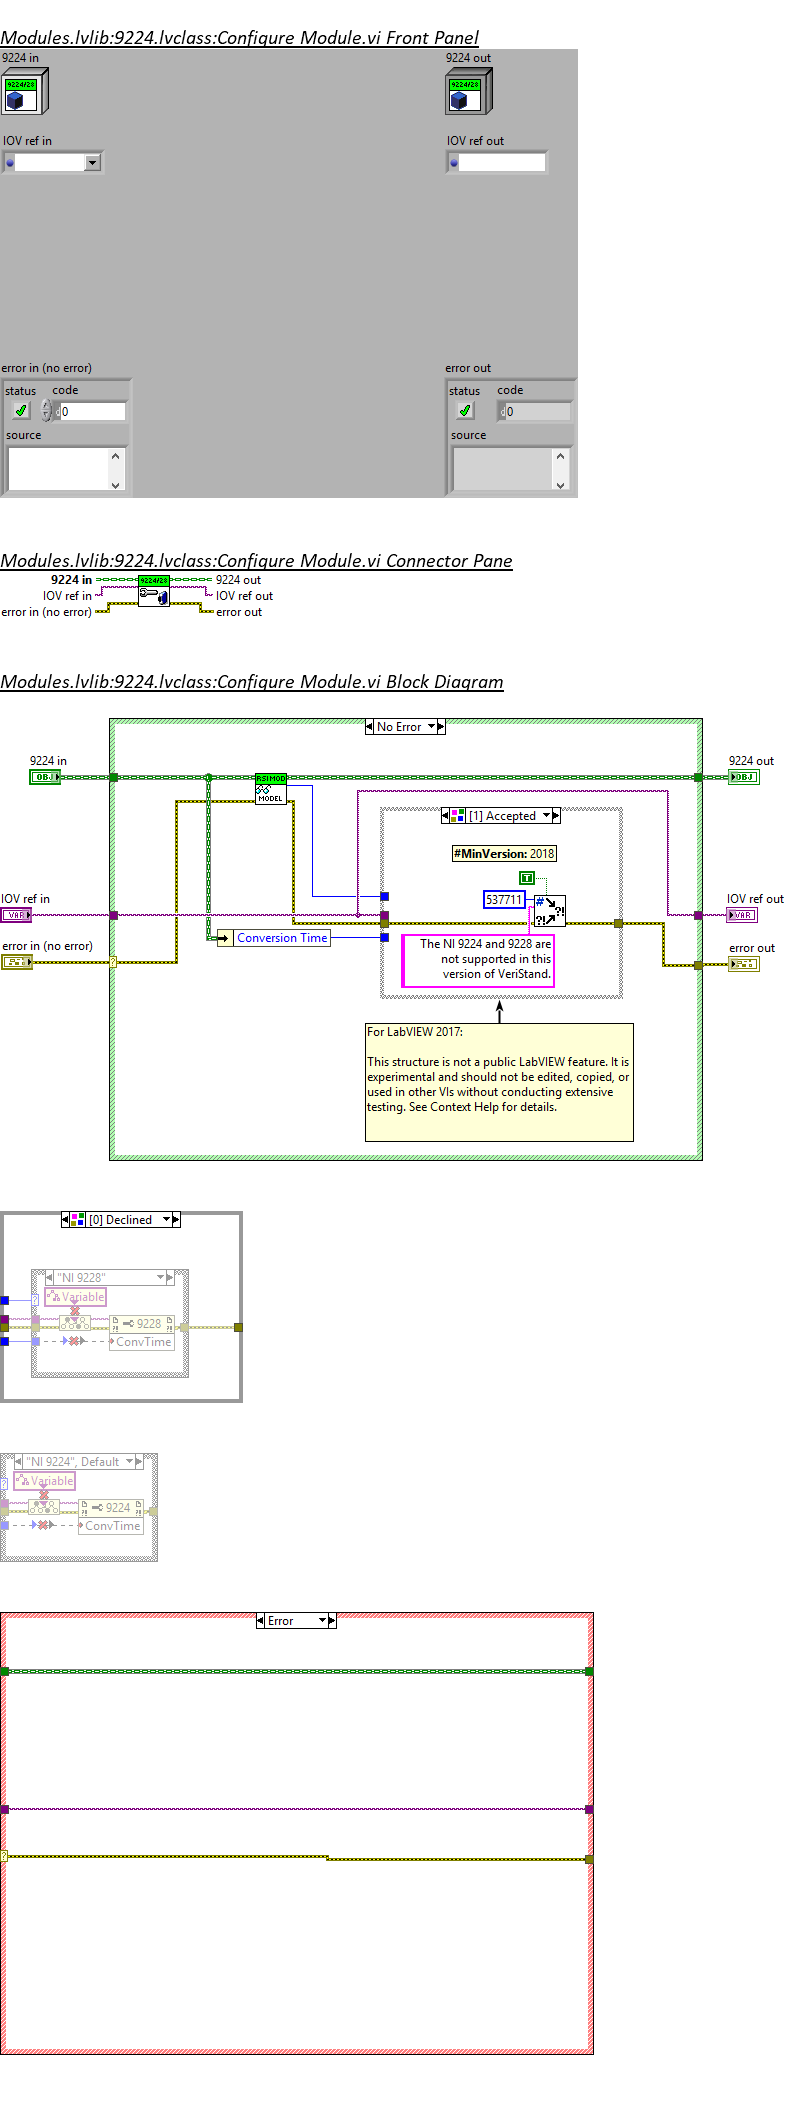 Modules.lvlib:9224.lvclass:Configure Module.vi Front Panel
9224 in
9224 out
9224/28
9224/28
IOV ref in
IOV ref out
error in (no error)
error out
status code
status code
d 0
d 0
source
source
Modules.lvlib:9224.lvclass:Configure Module.vi Connector Pane
9224 in
9224/28
9224 out
IOV ref in
IOV ref out
error in (no error)
error out
Modules.lvlib:9224.lvclass:Configure Module.vi Block Diagram
No Error
9224 in
9224 out
OBJ
RSI MOD
OBJ
MODEL
[1] Accepted
#MinVersion: 2018
T
IOV ref in
537711
#
?!
?!
IOV ref out
VAR
VAR
error in (no error)
Conversion Time
The NI 9224 and 9228 are
not supported in this
version of VeriStand.
error out
?
For LabVIEW 2017:
This structure is not a public LabVIEW feature. It is
experimental and should not be edited, copied, or
used in other VIs without conducting extensive
testing. See Context Help for details.
[0] Declined
"NI 9228"
?
Variable
9228
?!
?!
ConvTime
"NI 9224", Default
Variable
?
9224
?!
?!
ConvTime
Error
?